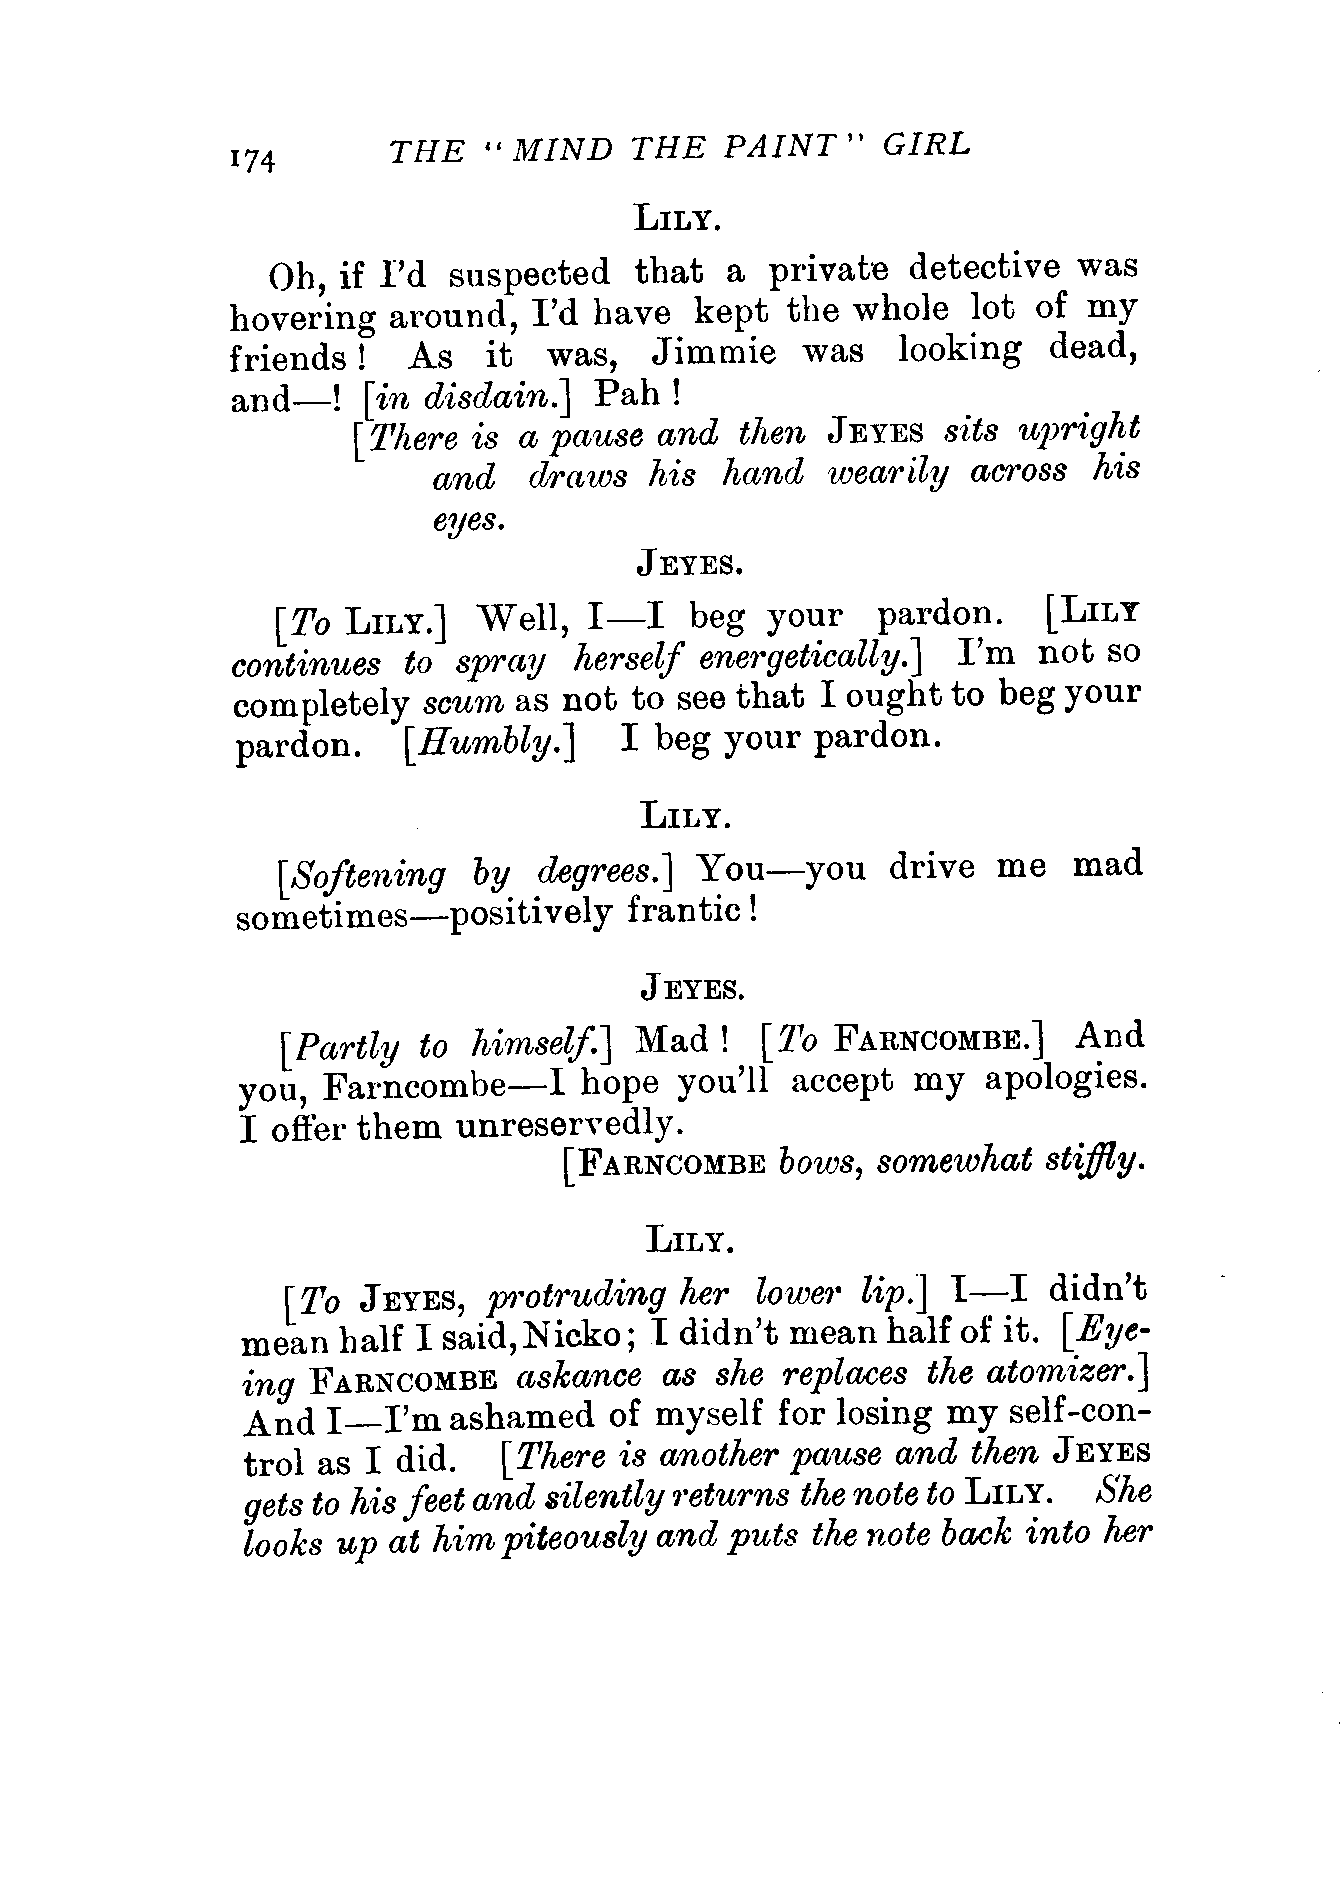 174 THE "MIND THE PAINT" GIRL
LILY.
Oh, if I'd suspected that a private detective was
hovering around, I'd have kept the whole lot of my
friends! As it was, Jimmie was looking dead,
and—! [in disdain.] Pah!
[There is a pause and then JEYES sits upright
and draws his hand wearily across his
eyes.
JEYES.
[To LILY.] Well, I—I beg your pardon. [LILY
continues to spray herself energetically.] I'm not so
completely scum as not to see that I ought to beg your
pardon. [Humbly.] I beg your pardon.
LILY.
[Softening by degrees.] You—you drive me mad
sometimes—positively frantic!
JEYES.
[Partly to himself.] Mad! [To FARNCOMBE.] And
you, Farncombe—I hope you'll accept my apologies.
I offer them unreservedly.
[FARNCOMBE bows, somewhat stiffly.
LILY.
[To JEYES, protruding her lower lip.] I—I didn't
mean half I said, Nicko; I didn't mean half of it. [Eye-
ing FARNCOMBE askance as she replaces the atomizer.]
And I—I'm ashamed of myself for losing my self-con-
trol as I did. [There is another pause and then JEYES
gets to his feet and silently returns the note to LILY. She
looks up at him piteously and puts the note back into her